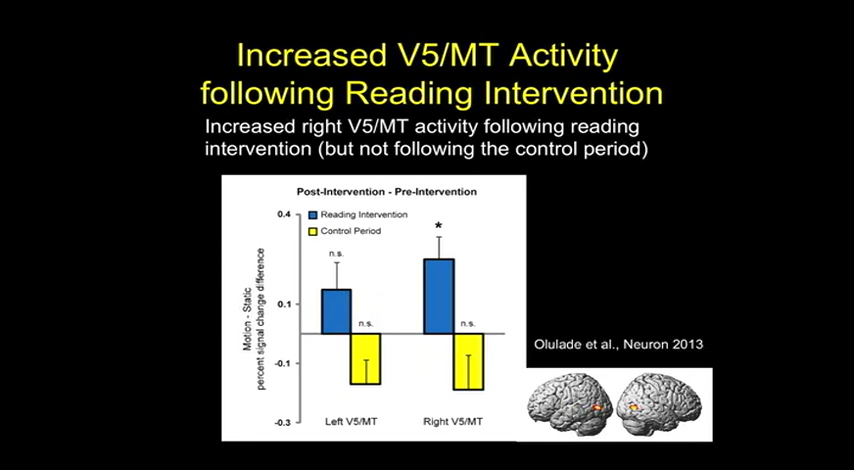 Increased V5/MT Activity
following Reading Intervention
Increased right V5/MT activity following reading
intervention (but not following the control period)
Post-Intervention - Pre-Intervention
0.4
Reading Intervention
Control Period
*
n.s.
0.1
n.s.
n.s.
-0.1
-0.3
Motion - Static
percent signal change difference
Left V5/MT
Right V5/MT
Olulade et al., Neuron 2013